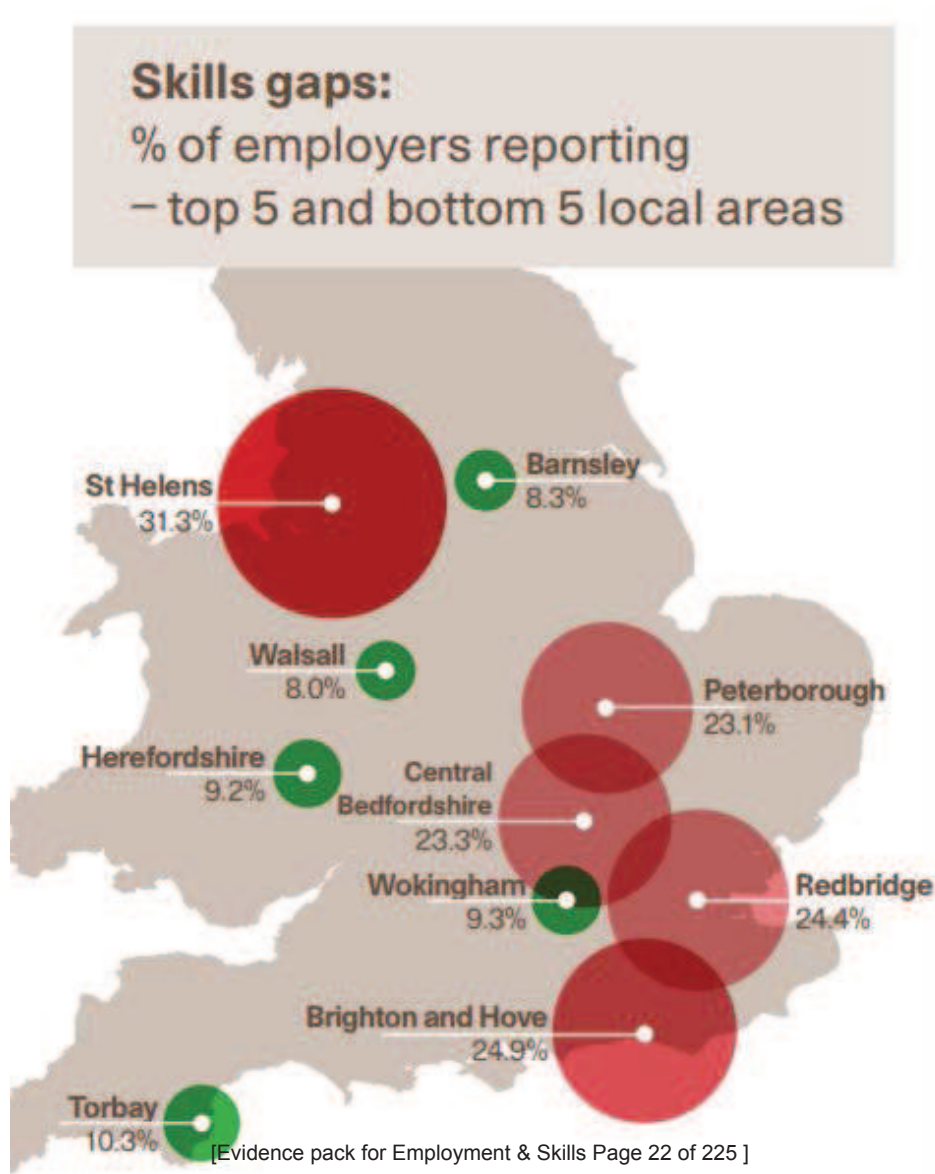 Skills gaps:
% of employers reporting
– top 5 and bottom 5 local areas
St Helens
31.3%
Barnsley
8.3%
Walsall
8.0%
Peterborough
23.1%
Herefordshire
9.2%
Central
Bedfordshire
23.3%
Wokingham
9.3%
Redbridge
24.4%
Brighton and Hove
24.9%
Torbay
10.3%
[Evidence pack for Employment & Skills Page 22 of 225 ]